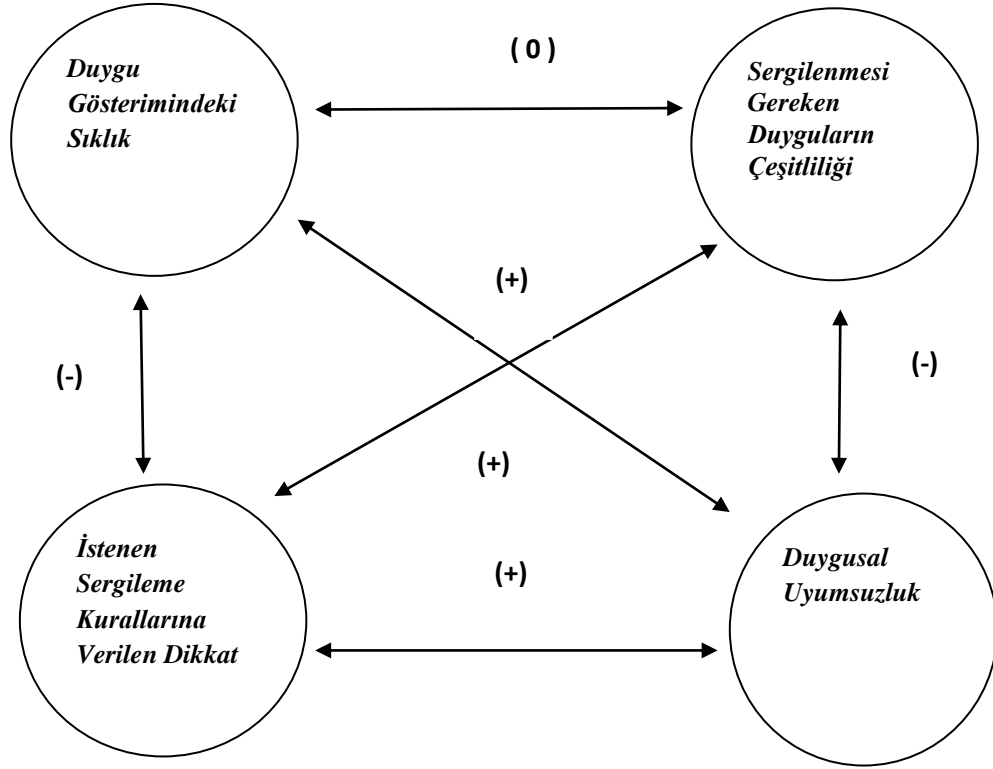 ( 0 )
Duygu
Gösterimindeki
Sıklık
Sergilenmesi
Gereken
Duyguların
Çeşitliliği
(+)
(-)
(-)
(+)
(+)
İstenen
Sergileme
Kurallarına
Verilen Dikkat
Duygusal
Uyumsuzluk